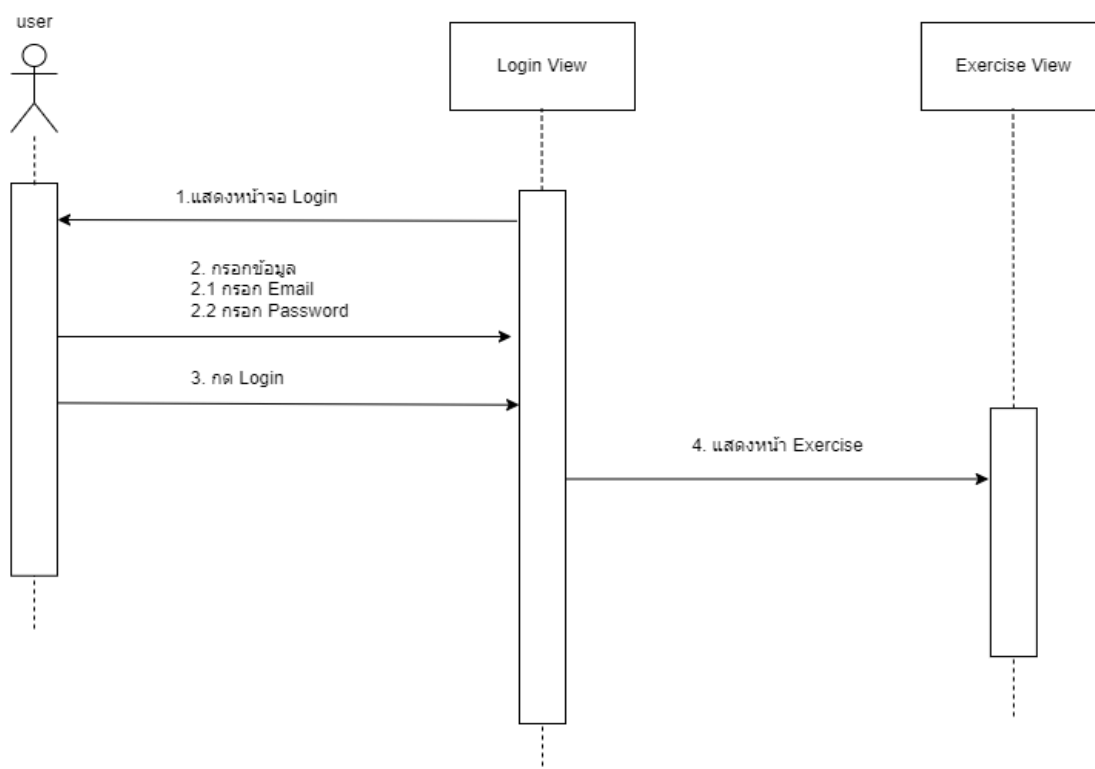 user
Login View
Exercise View
1.แสดงหน้าจอ Login
2. กรอกข้อมูล
2.1 กรอก Email
2.2 กรอก Password
3. กด Login
4. แสดงหน้า Exercise